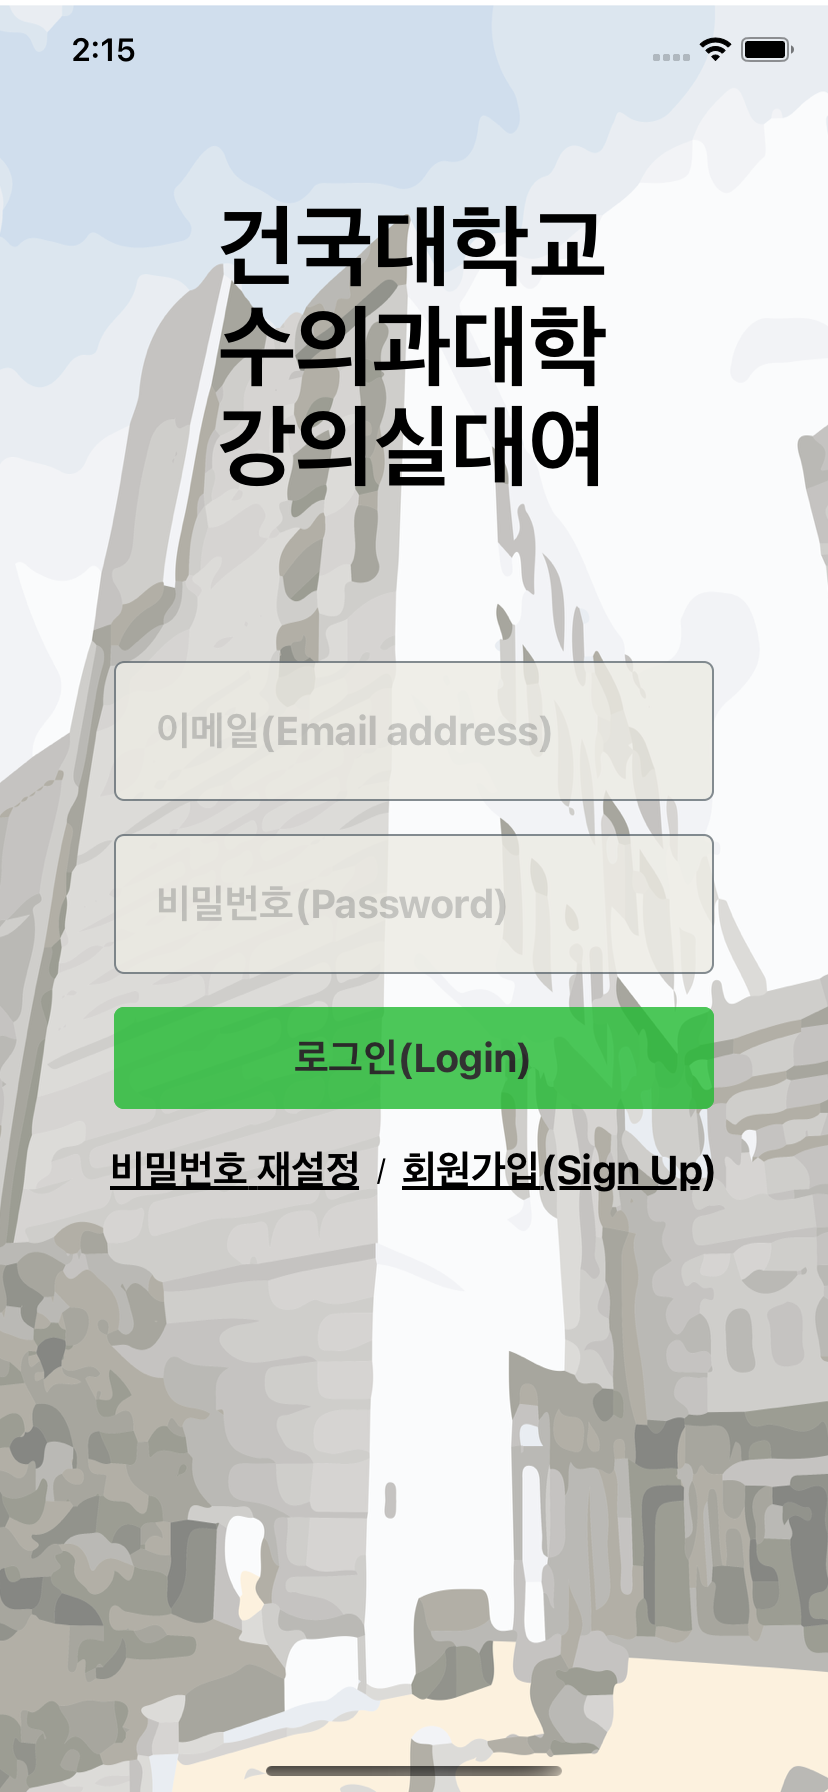 2:15
건국대학교
수의과대학
강의실대여
이메일(Email address)
비밀번호(Password)
로그인(Login)
비밀번호 재설정 / 회원가입(Sign Up)